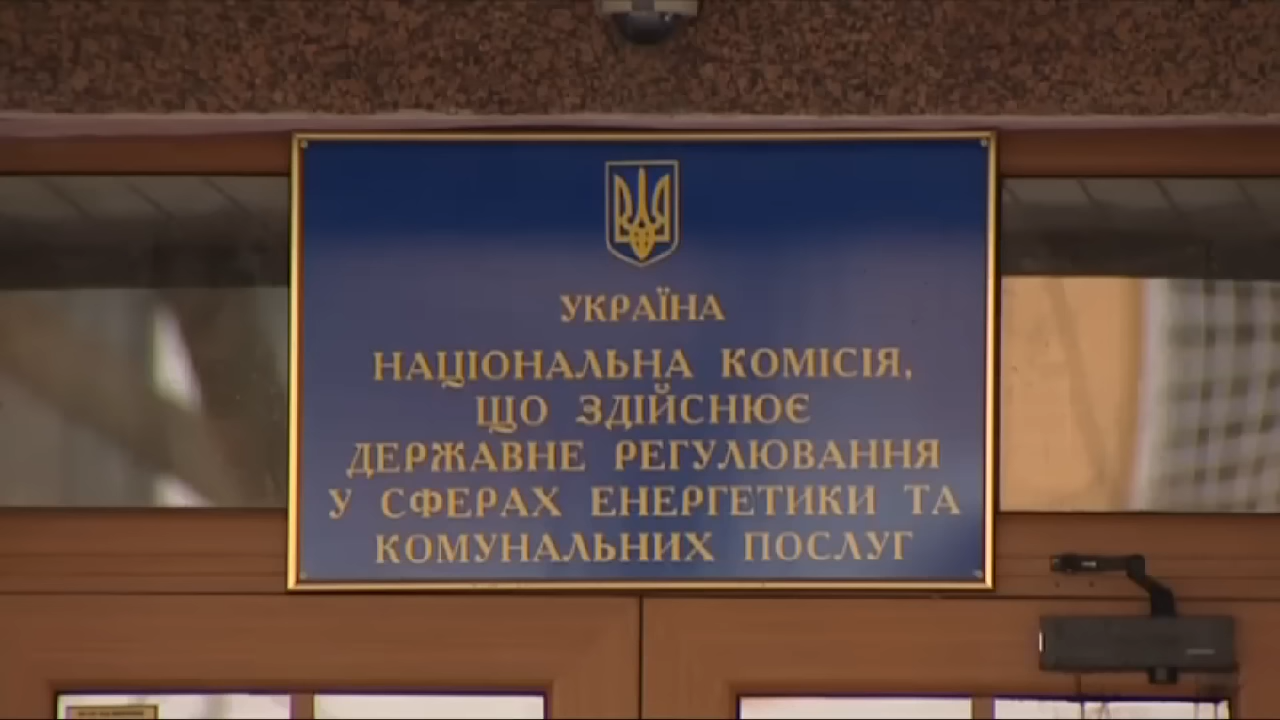 УКРАЇНА
НАЦІОНАЛЬНА КОМІСІЯ,
ЩО ЗДІЙСНЮЄ
ДЕРЖАВНЕ РЕГУЛЮВАННЯ
У СФЕРАХ ЕНЕРГЕТИКИ ТА
КОМУНАЛЬНИХ ПОСЛУГ